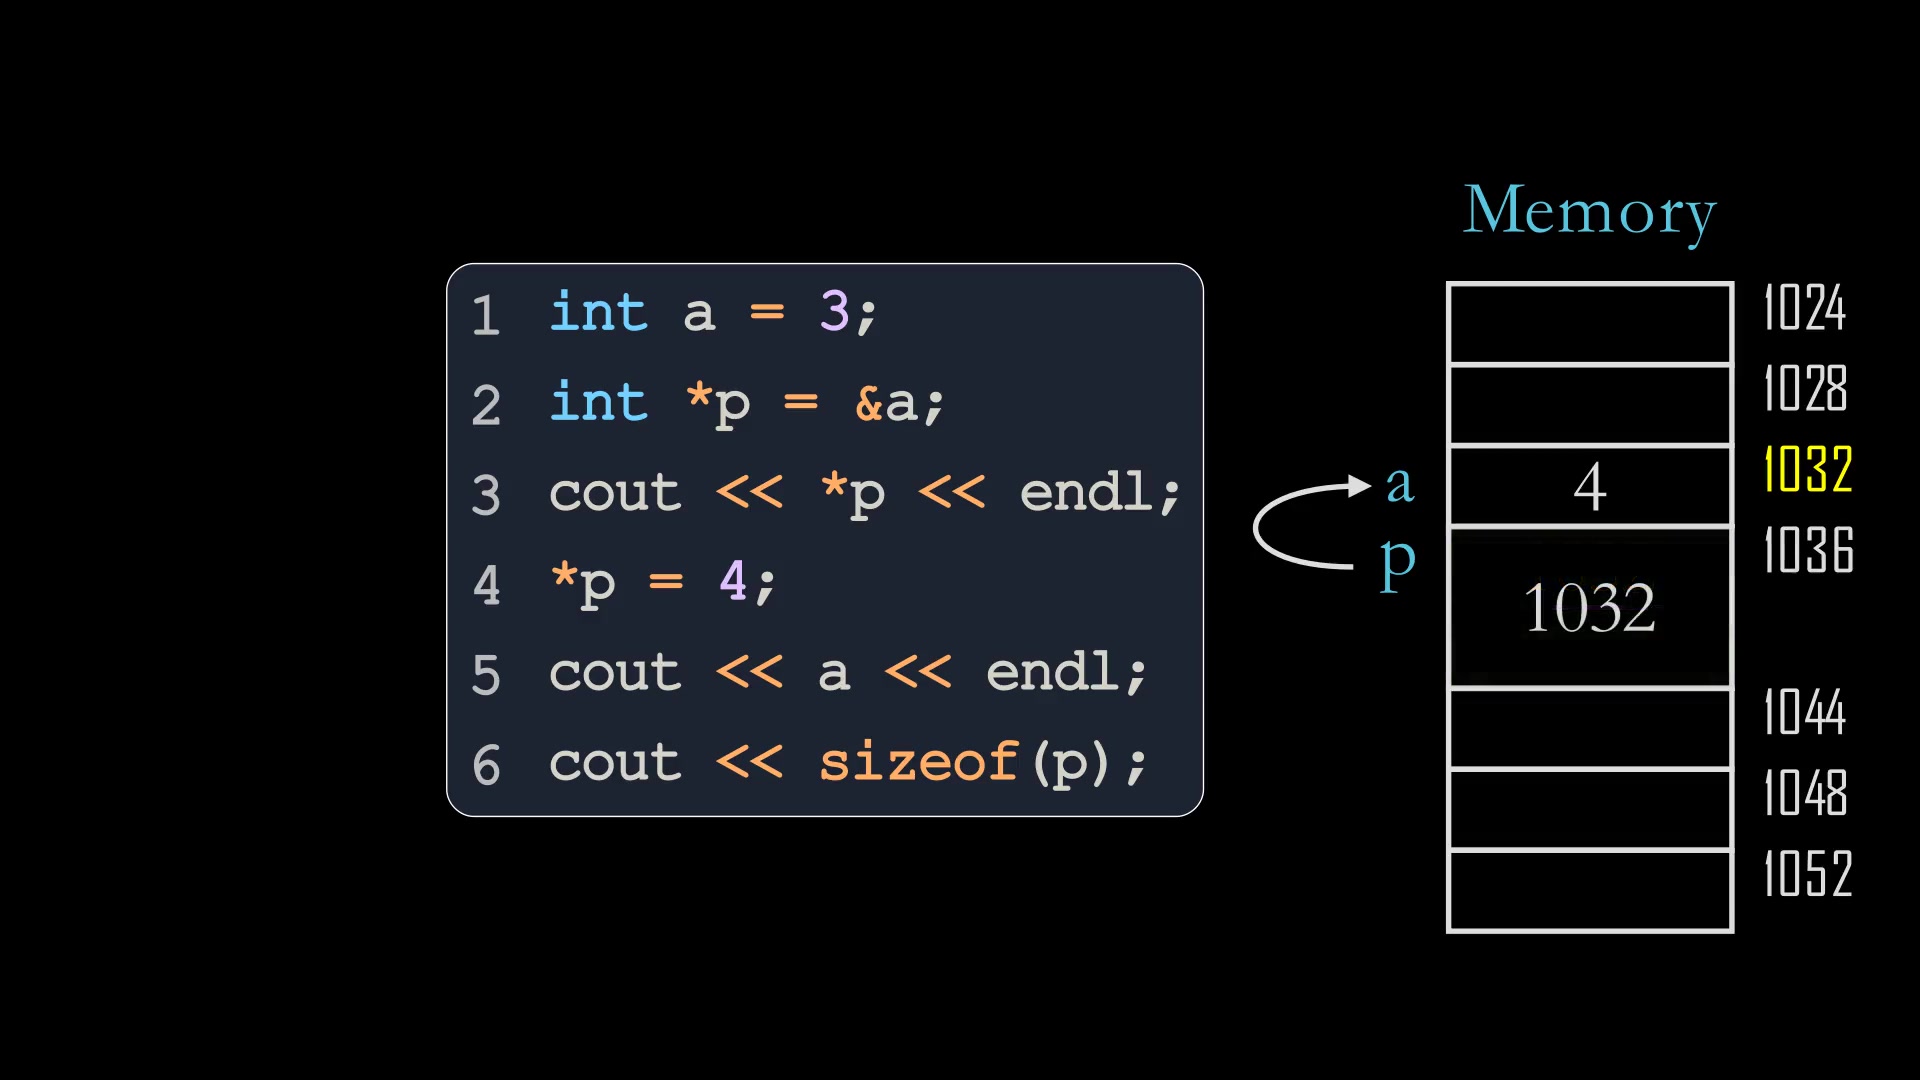 1 int a = 3;
2 int *p = &a;
3 cout << *p << endl;
4 *p = 4;
5 cout << a << endl;
6 cout << sizeof(p);
Memory
1024
1028
a 4 1032
p 1032 1036
1044
1048
1052